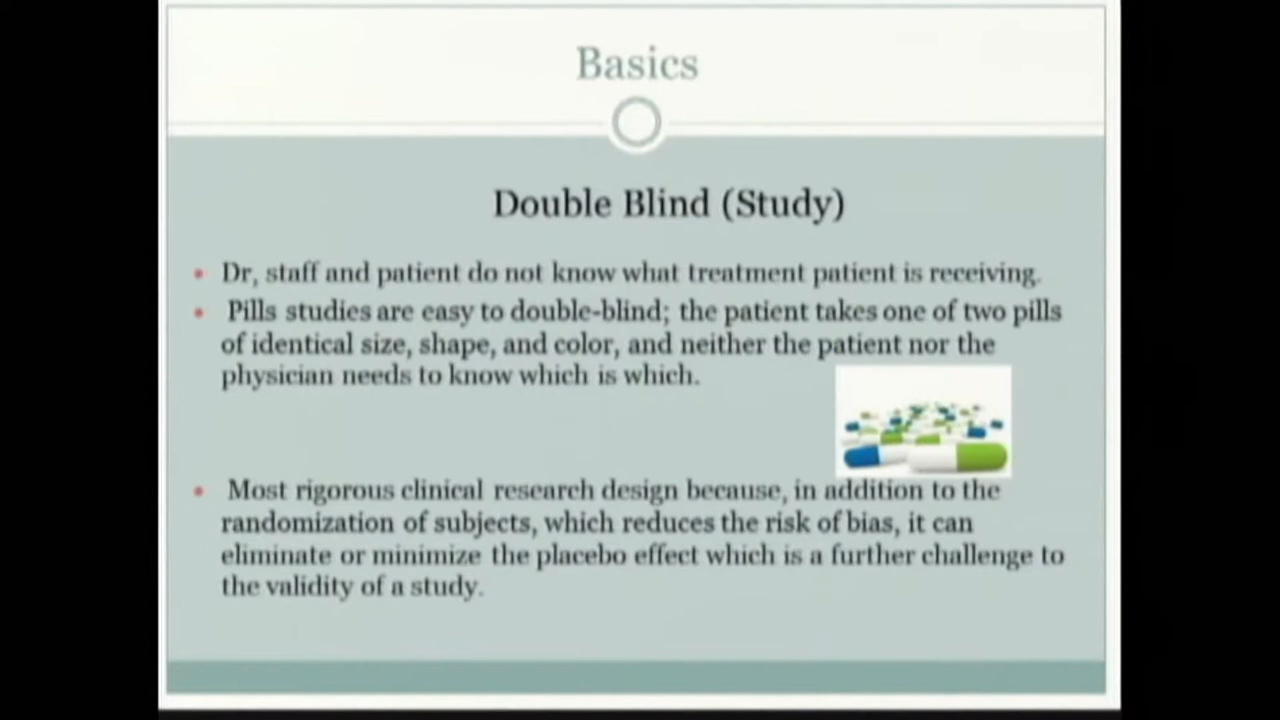 Basics
Double Blind (Study)
• Dr, staff and patient do not know what treatment patient is receiving.
• Pills studies are easy to double-blind; the patient takes one of two pills
of identical size, shape, and color, and neither the patient nor the
physician needs to know which is which.
• Most rigorous clinical research design because, in addition to the
randomization of subjects, which reduces the risk of bias, it can
eliminate or minimize the placebo effect which is a further challenge to
the validity of a study.